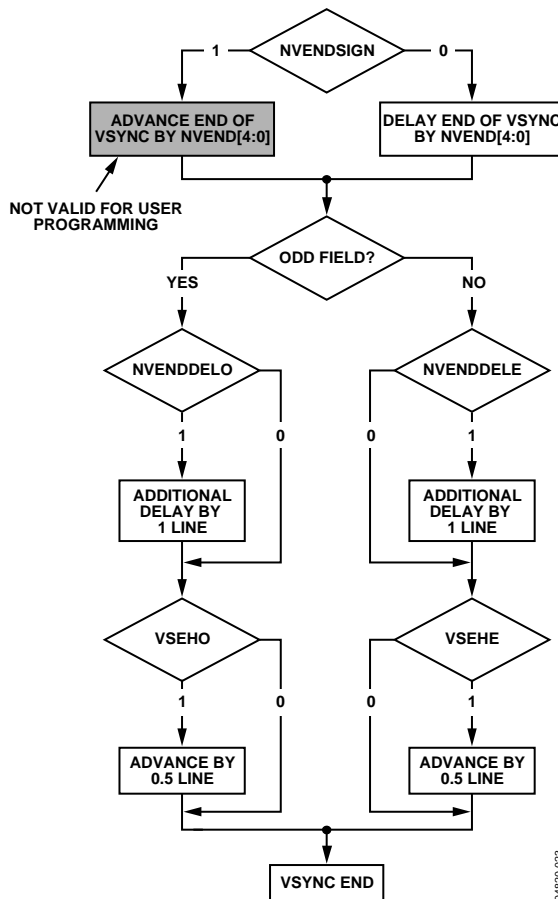 NVENDSIGN
1
0
ADVANCE END OF
VSYNC BY NVEND[4:0]
DELAY END OF VSYNC
BY NVEND[4:0]
NOT VALID FOR USER
PROGRAMMING
ODD FIELD?
YES
NO
NVENDDELO
NVENDDELE
1
0
0
1
ADDITIONAL
DELAY BY
1 LINE
ADDITIONAL
DELAY BY
1 LINE
VSEHO
VSEHE
1
0
0
1
ADVANCE BY
0.5 LINE
ADVANCE BY
0.5 LINE
VSYNC END